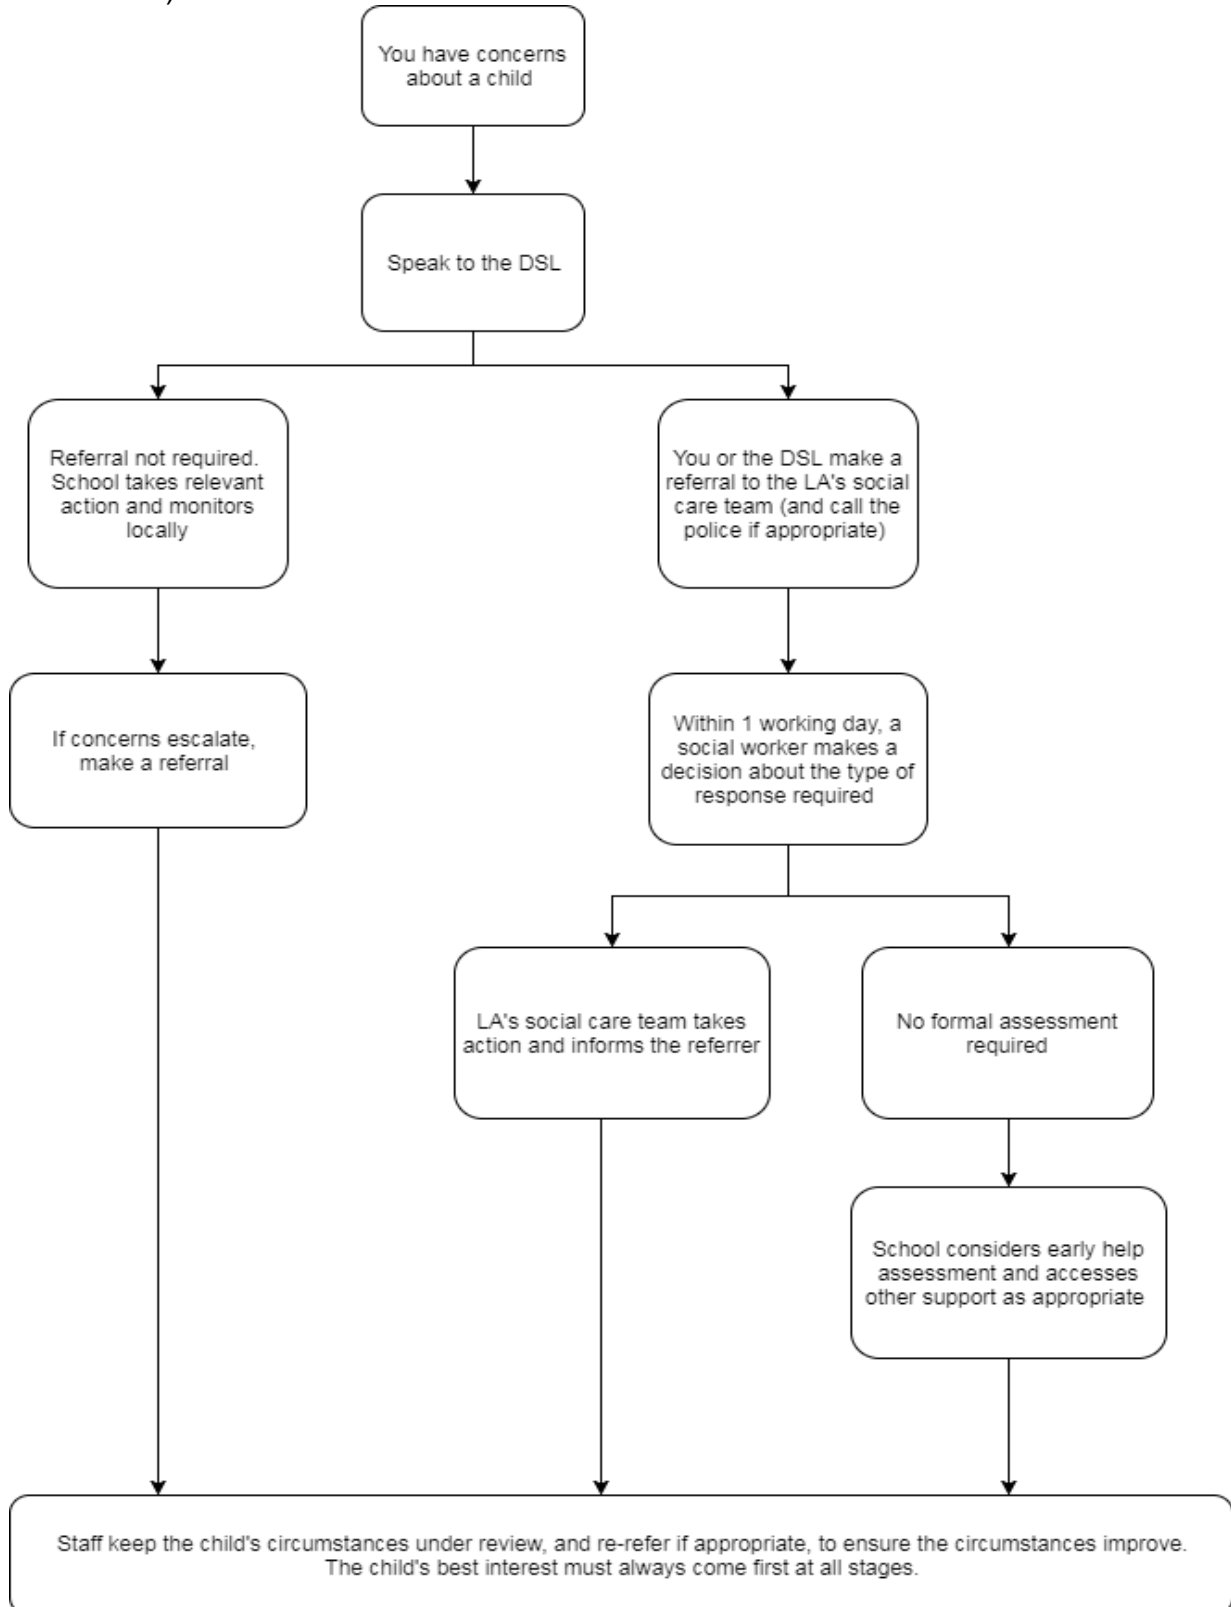 You have concerns
about a child
Speak to the DSL
Referral not required.
School takes relevant
action and monitors
locally
You or the DSL make a
referral to the LA's social
care team (and call the
police if appropriate)
If concerns escalate,
make a referral
Within 1 working day, a
social worker makes a
decision about the type of
response required
LA's social care team takes
action and informs the referrer
No formal assessment
required
School considers early help
assessment and accesses
other support as appropriate
Staff keep the child's circumstances under review, and re-refer if appropriate, to ensure the circumstances improve.
The child's best interest must always come first at all stages.